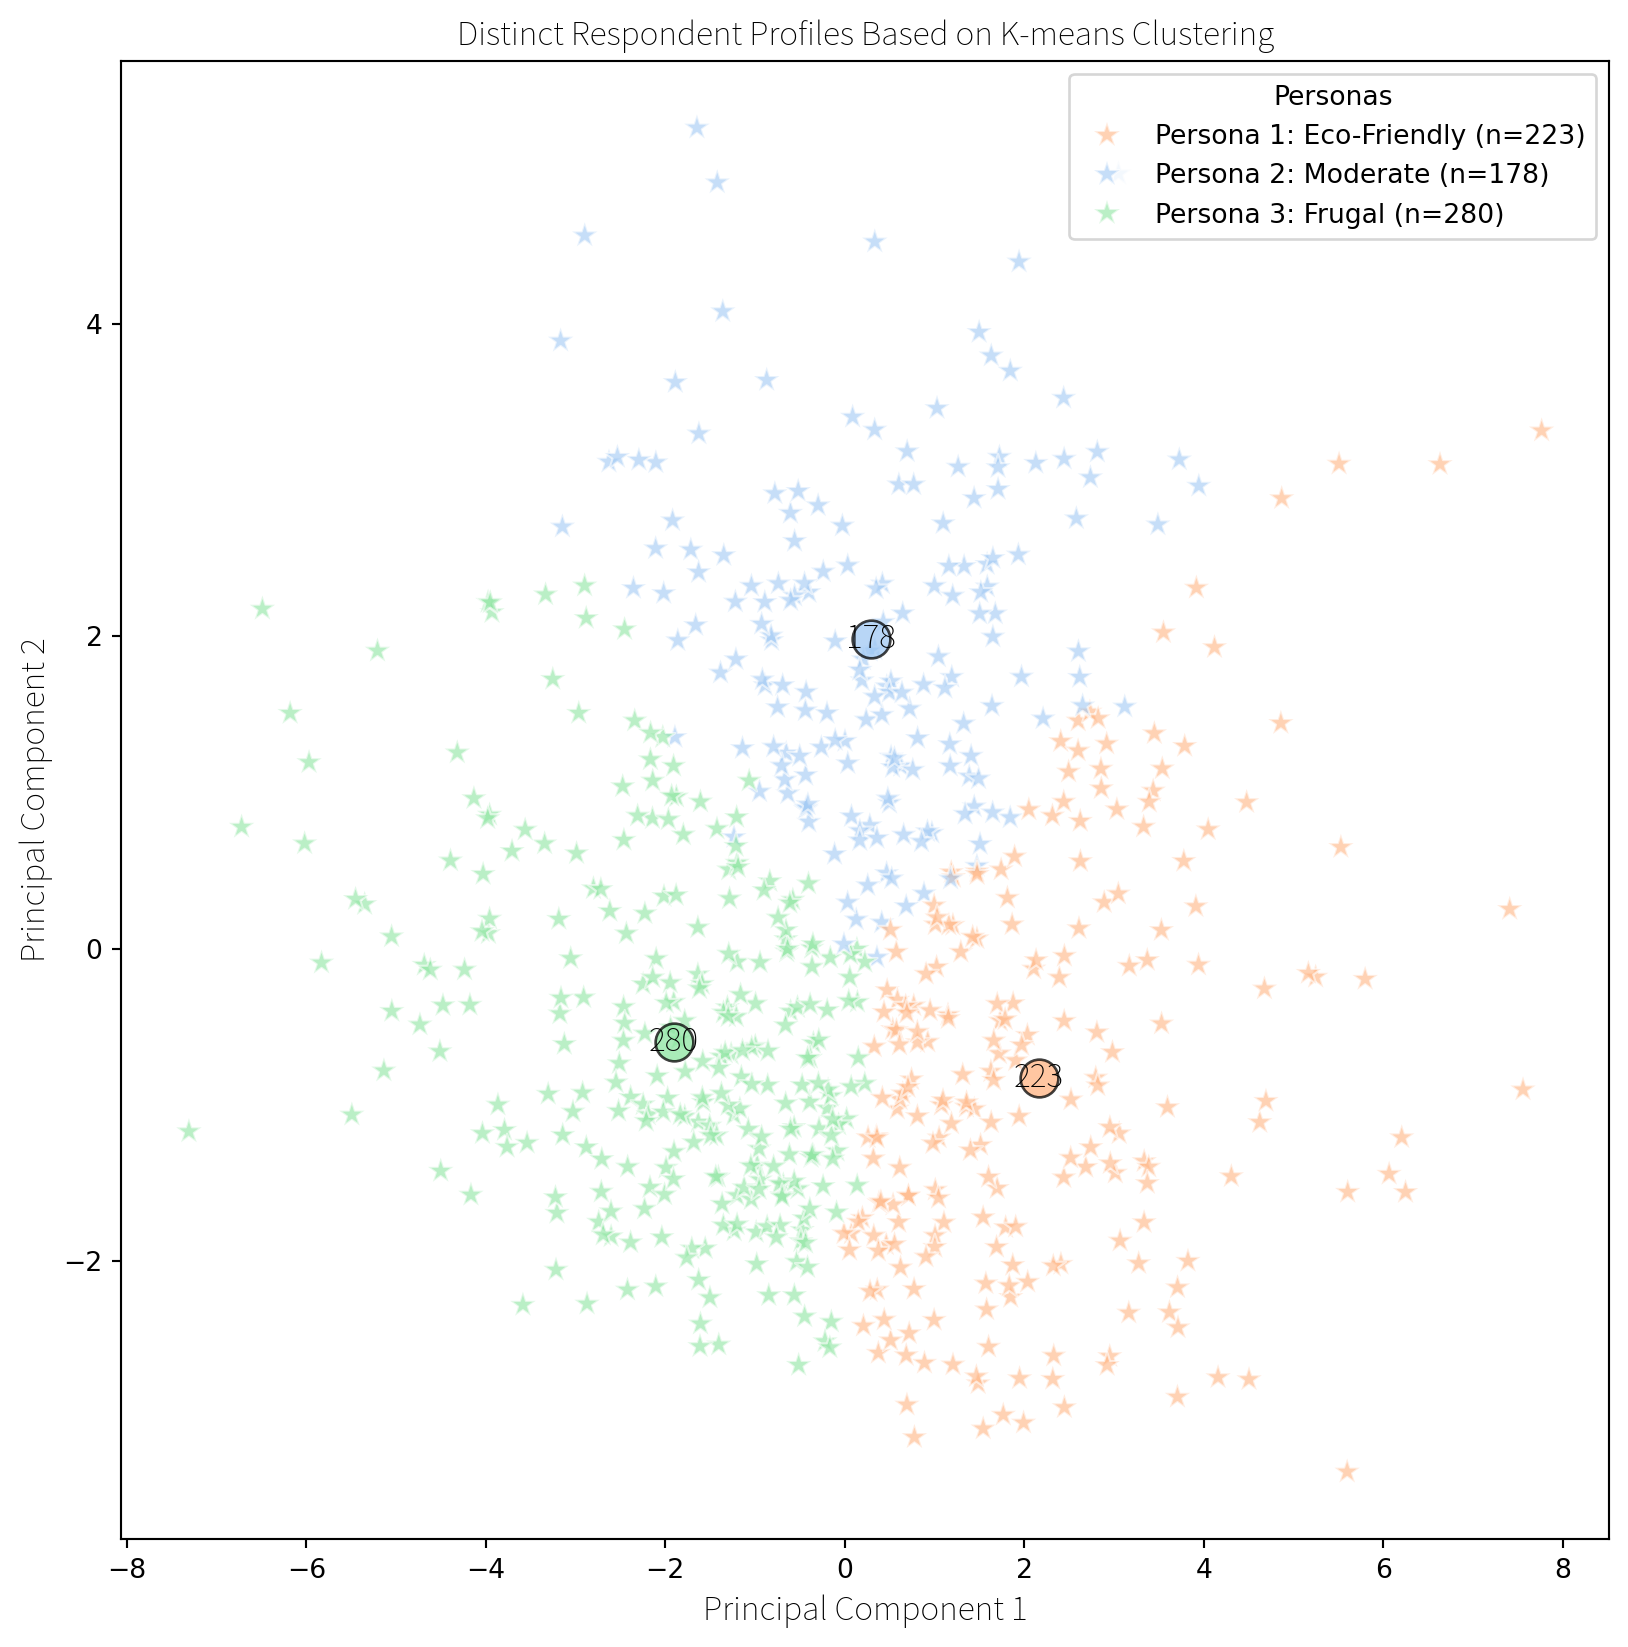 Distinct Respondent Profiles Based on K-means Clustering
Personas
Persona 1: Eco-Friendly (n=223)
Persona 2: Moderate (n=178)
Persona 3: Frugal (n=280)
4
2
0
−2
Principal Component 2
178
280
223
−8
−6
−4
−2
0
2
4
6
8
Principal Component 1